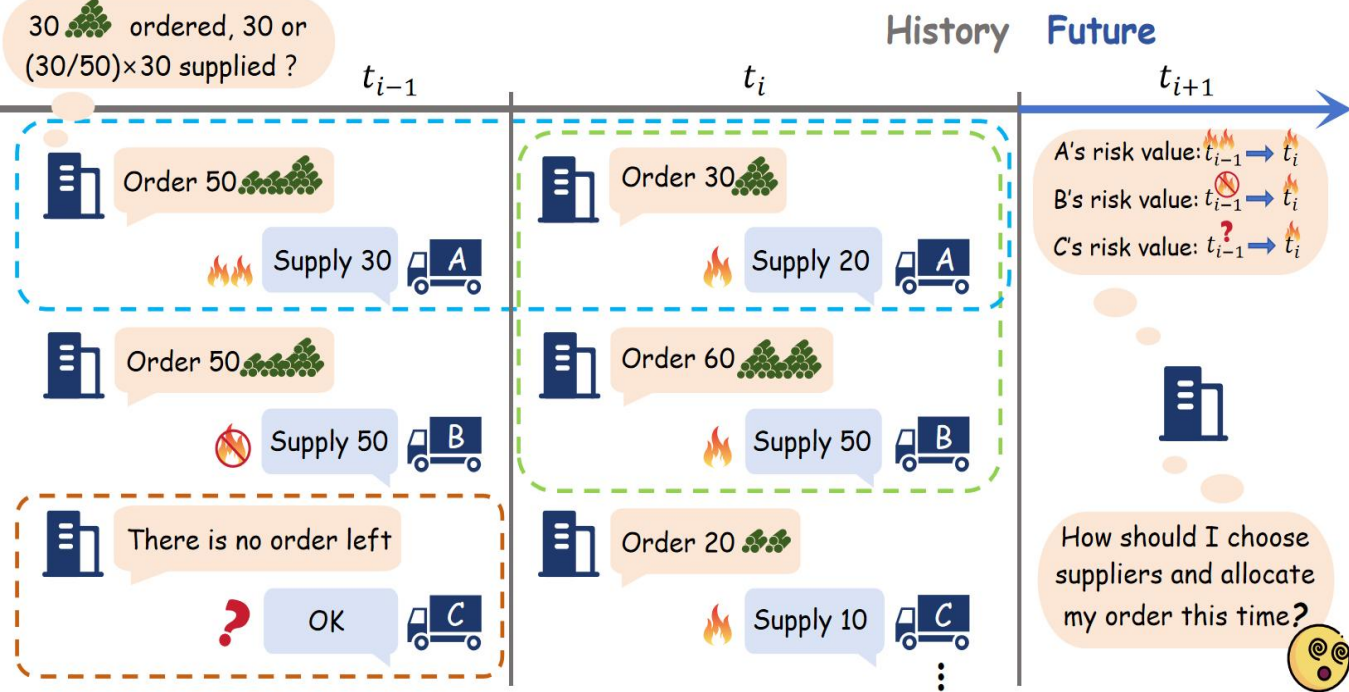 30 ordered, 30 or
(30/50)×30 supplied ?
History Future
t_{i-1}
t_i
t_{i+1}
Order 50
Supply 30
A
Order 30
Supply 20
A
Order 50
Supply 50
B
Order 60
Supply 50
B
There is no order left
?
OK
C
Order 20
Supply 10
C
⋮
A's risk value: t_{i-1} → t_i
B's risk value: t_{i-1} → t_i
?
C's risk value: t_{i-1} → t_i
How should I choose
suppliers and allocate
my order this time?